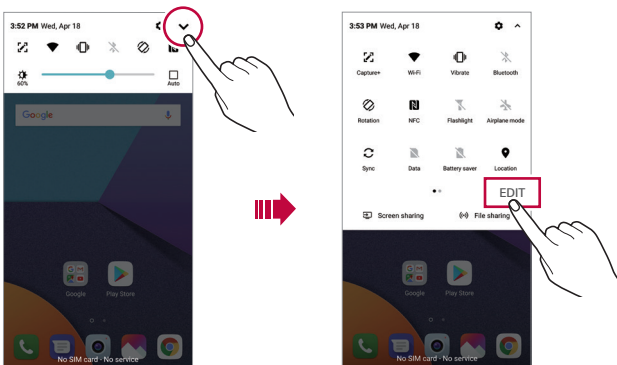 3:52 PM Wed, Apr 18
60%
Auto
Google
Google
Play Store
No SIM card - No service
3:53 PM Wed, Apr 18
Capture+
Wi-Fi
Vibrate
Bluetooth
Rotation
NFC
Flashlight
Airplane mode
Sync
Data
Battery saver
Location
EDIT
Screen sharing
File sharing
Google
Play Store
No SIM card - No service